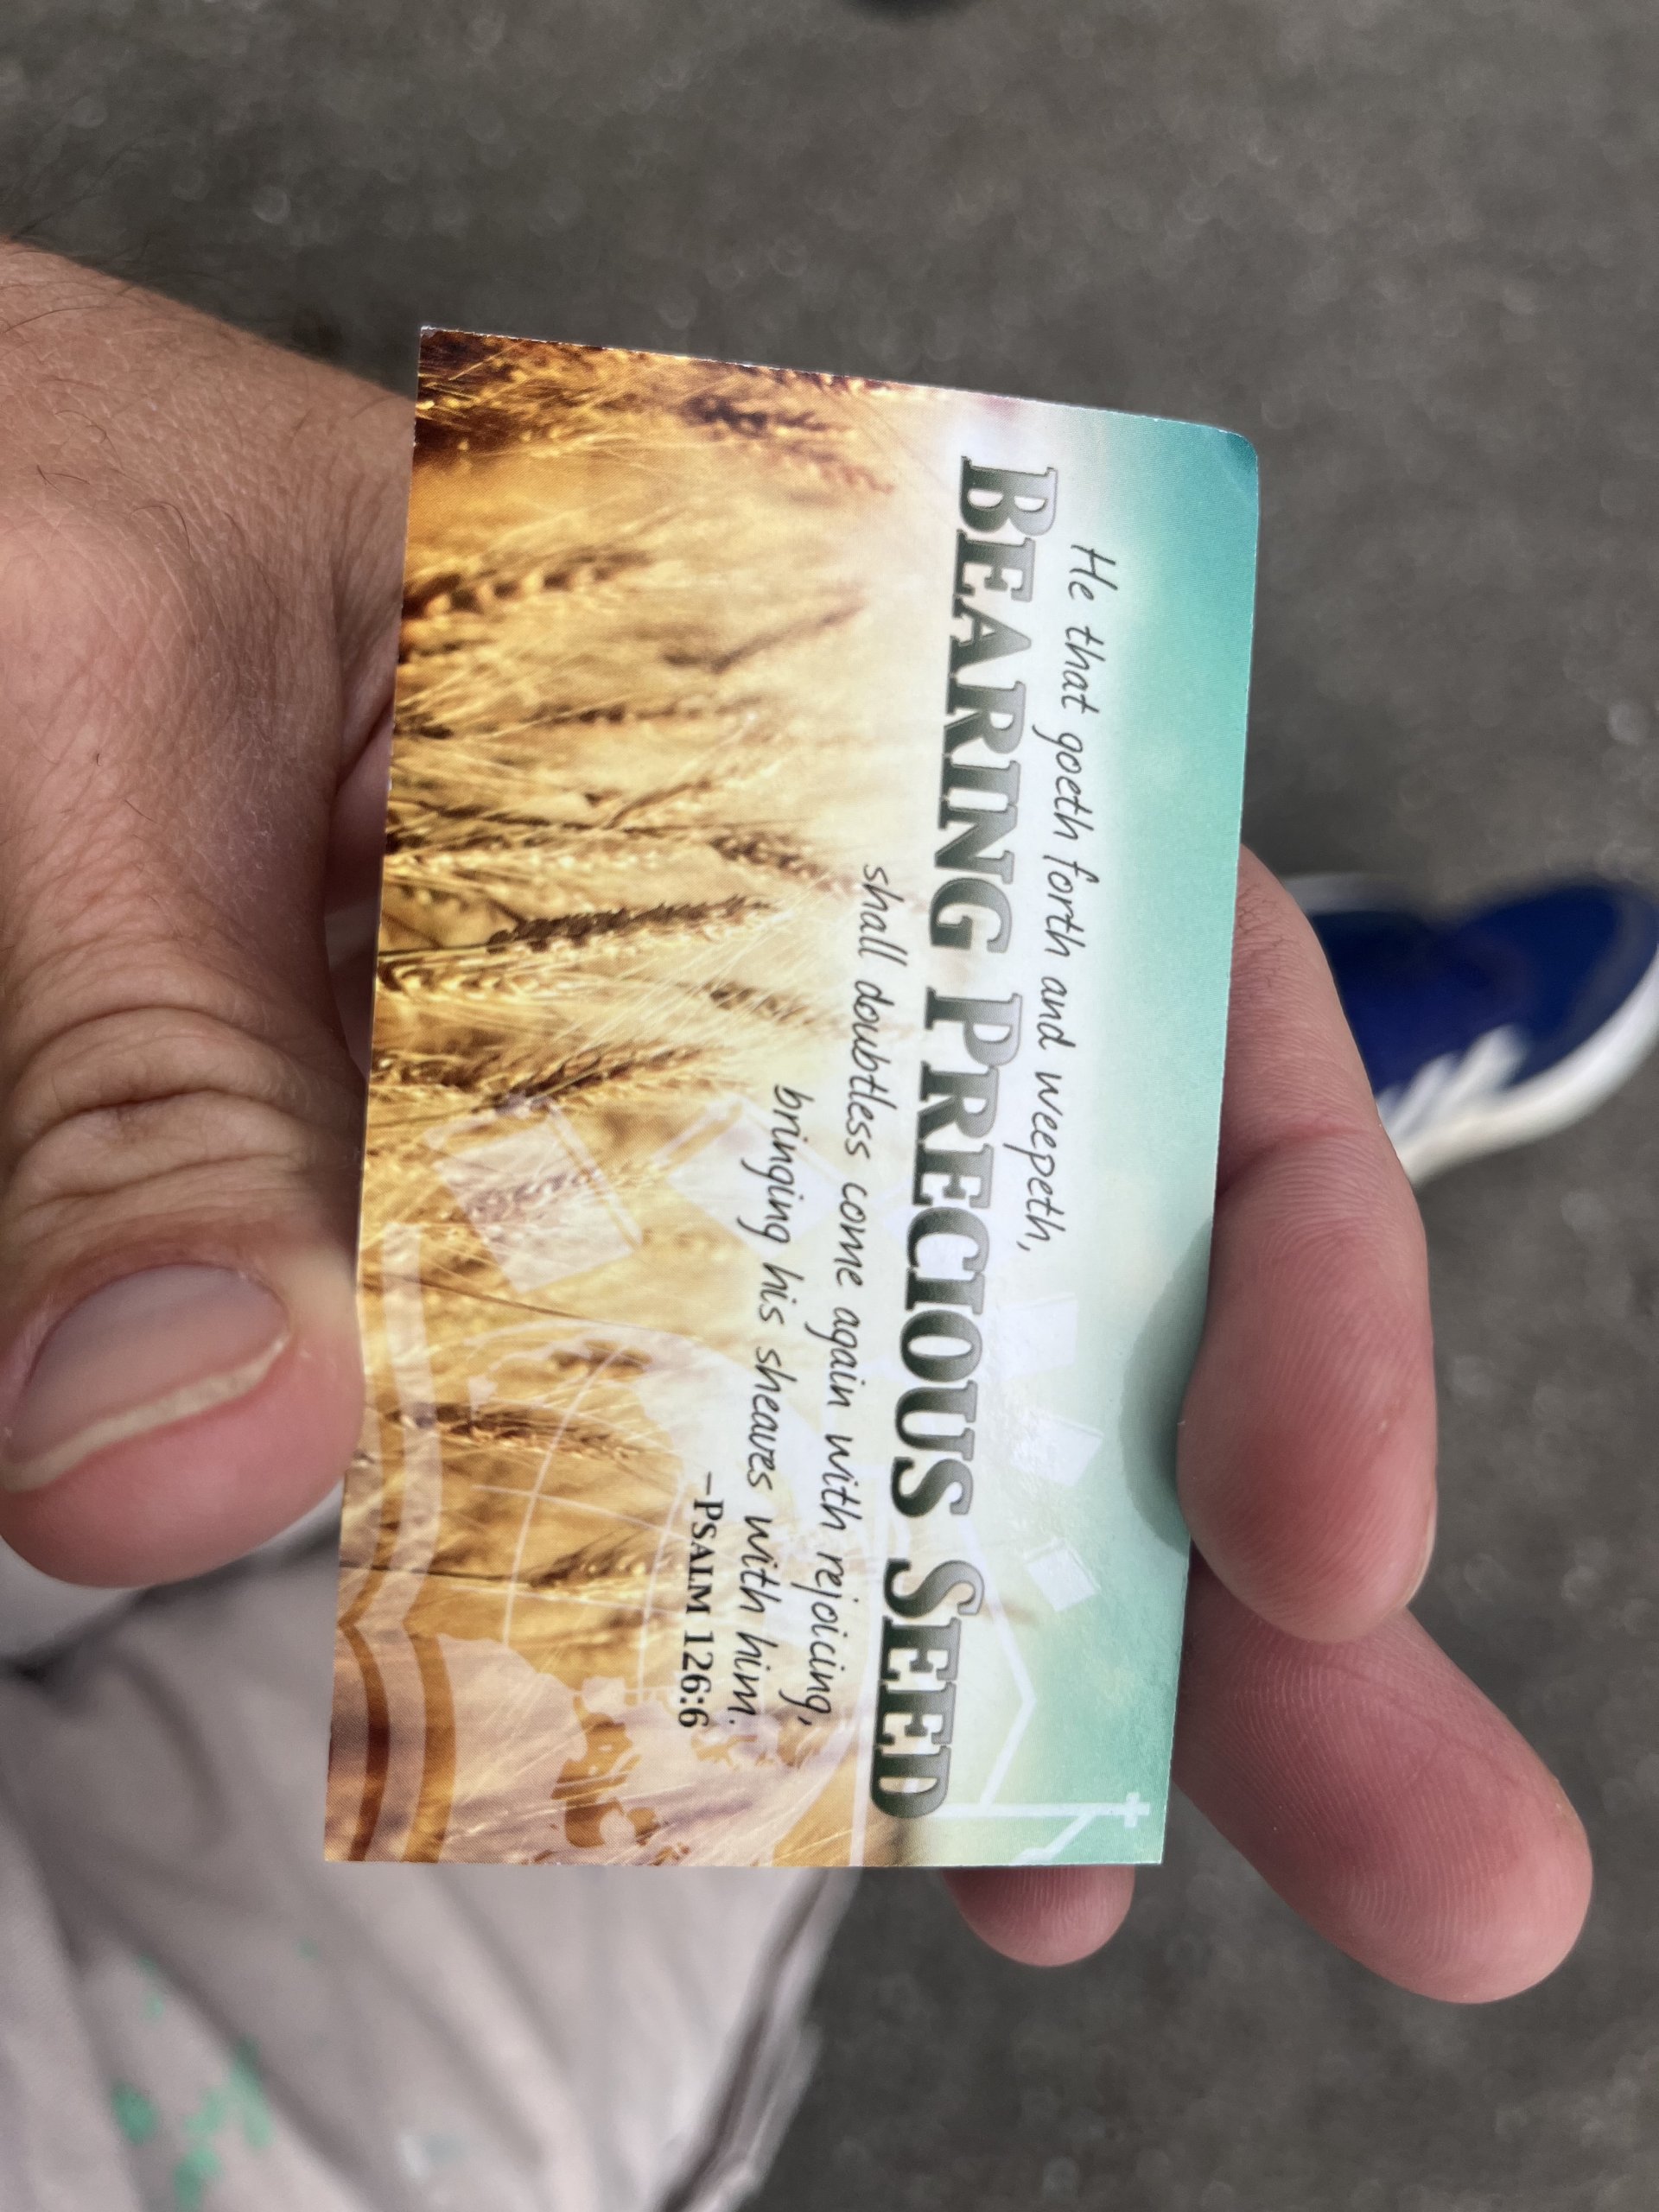 He that goeth forth and weepeth,
BEARING PRECIOUS SEED
shall doubtless come again with rejoicing,
bringing his sheaves with him.
–PSALM 126:6